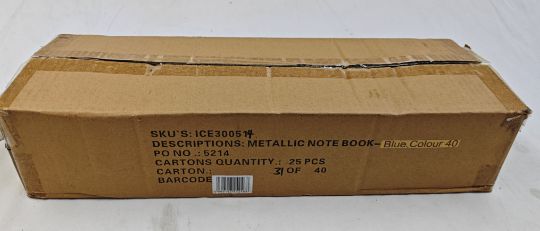 SKU'S: ICE300514
DESCRIPTIONS: METALLIC NOTE BOOK- Blue Colour 40
PO NO.: 5214
CARTONS QUANTITY.: 25 PCS
CARTON.: 31 OF 40
BARCODE